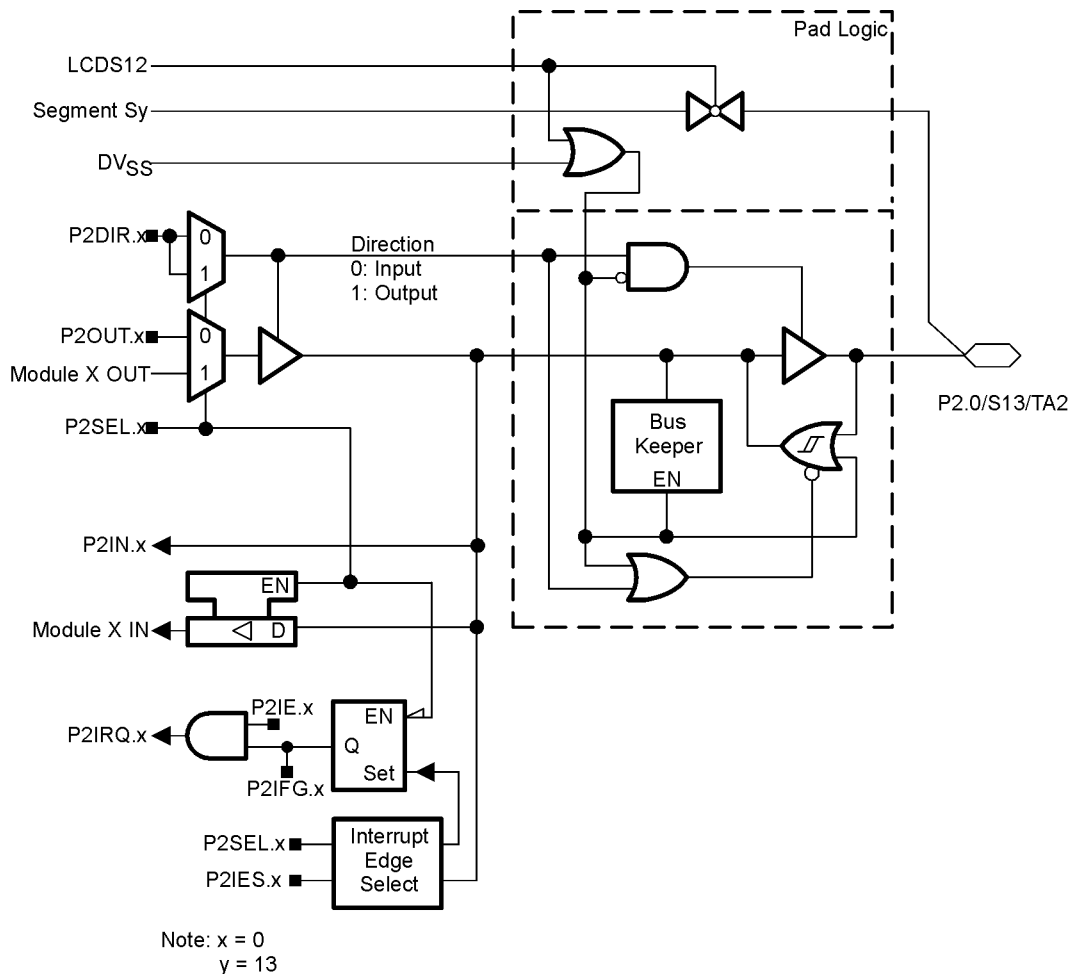 Pad Logic
LCDS12
Segment Sy
DVSS
P2DIR.x
0
1
Direction
0: Input
1: Output
P2OUT.x
0
Module X OUT
1
P2SEL.x
P2.0/S13/TA2
Bus
Keeper
EN
P2IN.x
EN
Module X IN
D
P2IE.x
EN
P2IRQ.x
Q
P2IFG.x
Set
P2SEL.x
Interrupt
Edge
Select
P2IES.x
Note: x = 0
y = 13